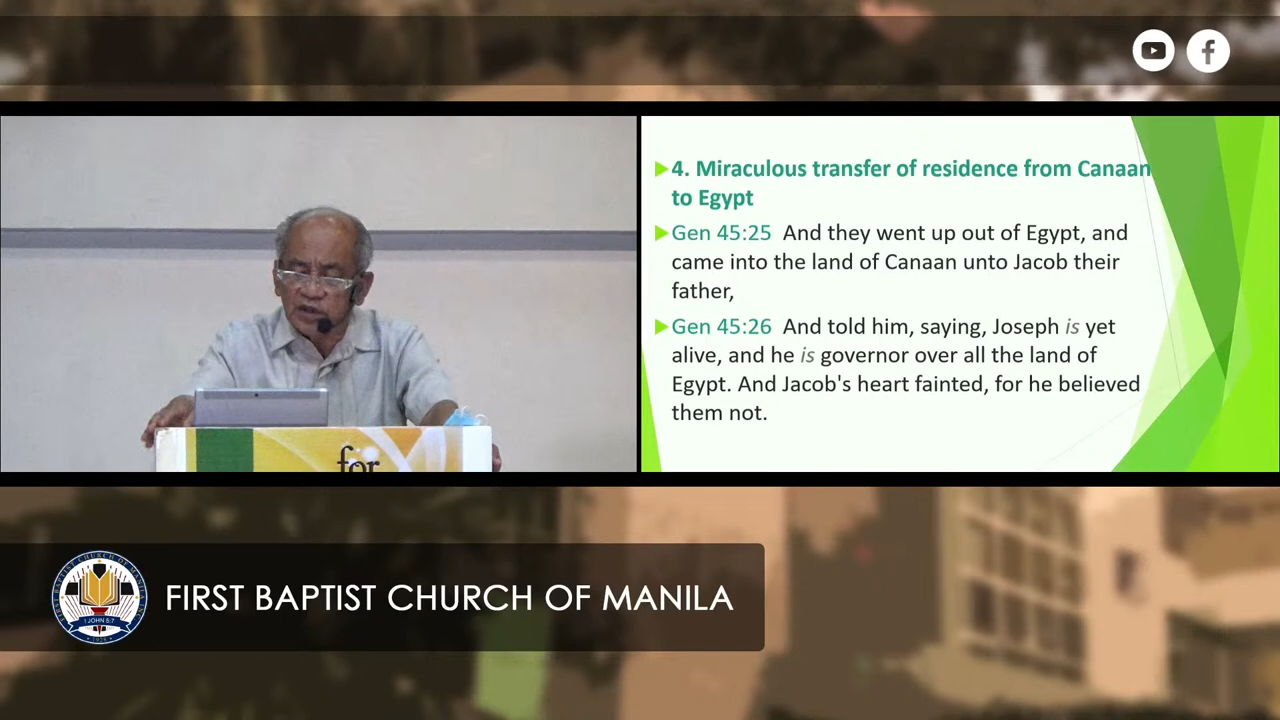 4. Miraculous transfer of residence from Canaan
to Egypt
Gen 45:25 And they went up out of Egypt, and
came into the land of Canaan unto Jacob their
father,
Gen 45:26 And told him, saying, Joseph is yet
alive, and he is governor over all the land of
Egypt. And Jacob's heart fainted, for he believed
them not.
for
FIRST BAPTIST CHURCH OF MANILA
I JOHN 5:7